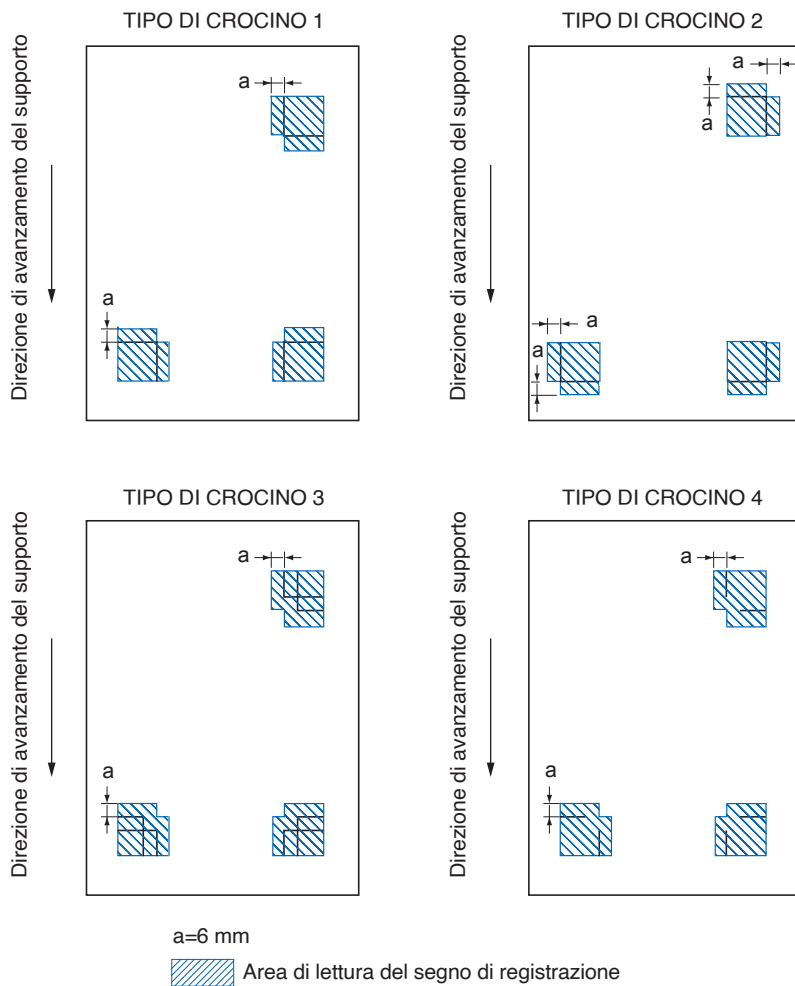 TIPO DI CROCINO 1
Direzione di avanzamento del supporto
a
a
TIPO DI CROCINO 2
Direzione di avanzamento del supporto
a
a
a
a
TIPO DI CROCINO 3
Direzione di avanzamento del supporto
a
a
TIPO DI CROCINO 4
Direzione di avanzamento del supporto
a
a
a=6 mm
Area di lettura del segno di registrazione